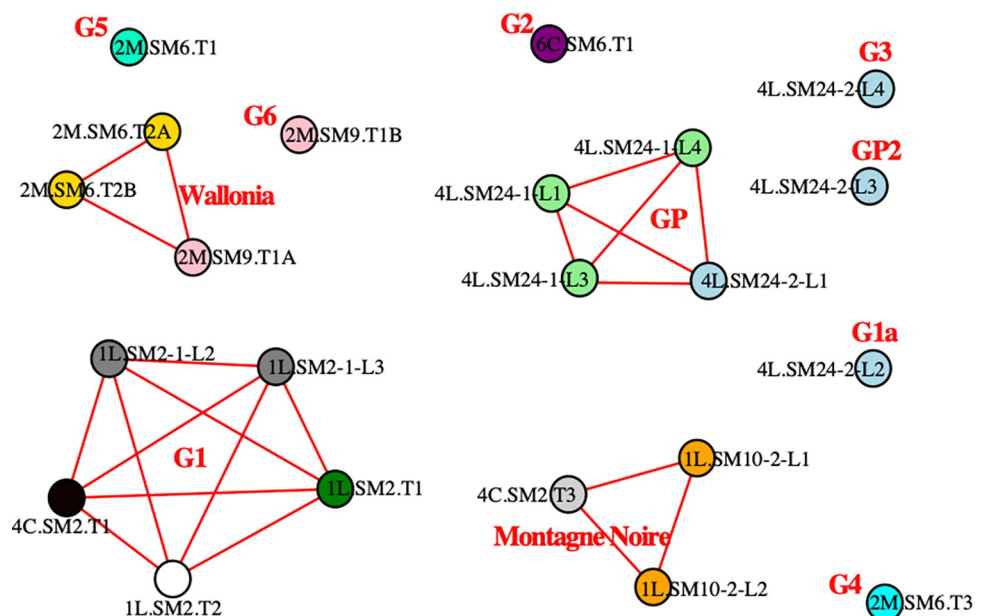 G5
2M.SM6.T1
G2
6C.SM6.T1
G3
4L.SM24-2-L4
2M.SM6.T2A
G6
2M.SM9.T1B
4L.SM24-1-L4
GP2
4L.SM24-2-L3
2M.SM6.T2B
Wallonia
4L.SM24-1-L1
GP
2M.SM9.T1A
4L.SM24-1-L3
4L.SM24-2-L1
1L.SM2-1-L2
1L.SM2-1-L3
G1a
4L.SM24-2-L2
G1
1L.SM10-2-L1
1L.SM2.T1
4C.SM2.T3
4C.SM2.T1
Montagne Noire
1L.SM10-2-L2
G4
2M.SM6.T3
1L.SM2.T2